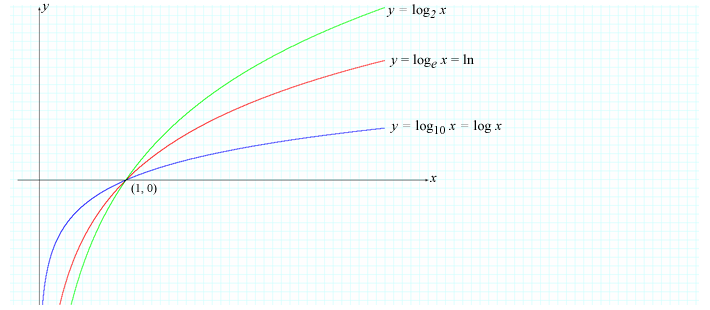 y
y = log₂ x
y = logₑ x = ln
y = log₁₀ x = log x
x
(1, 0)